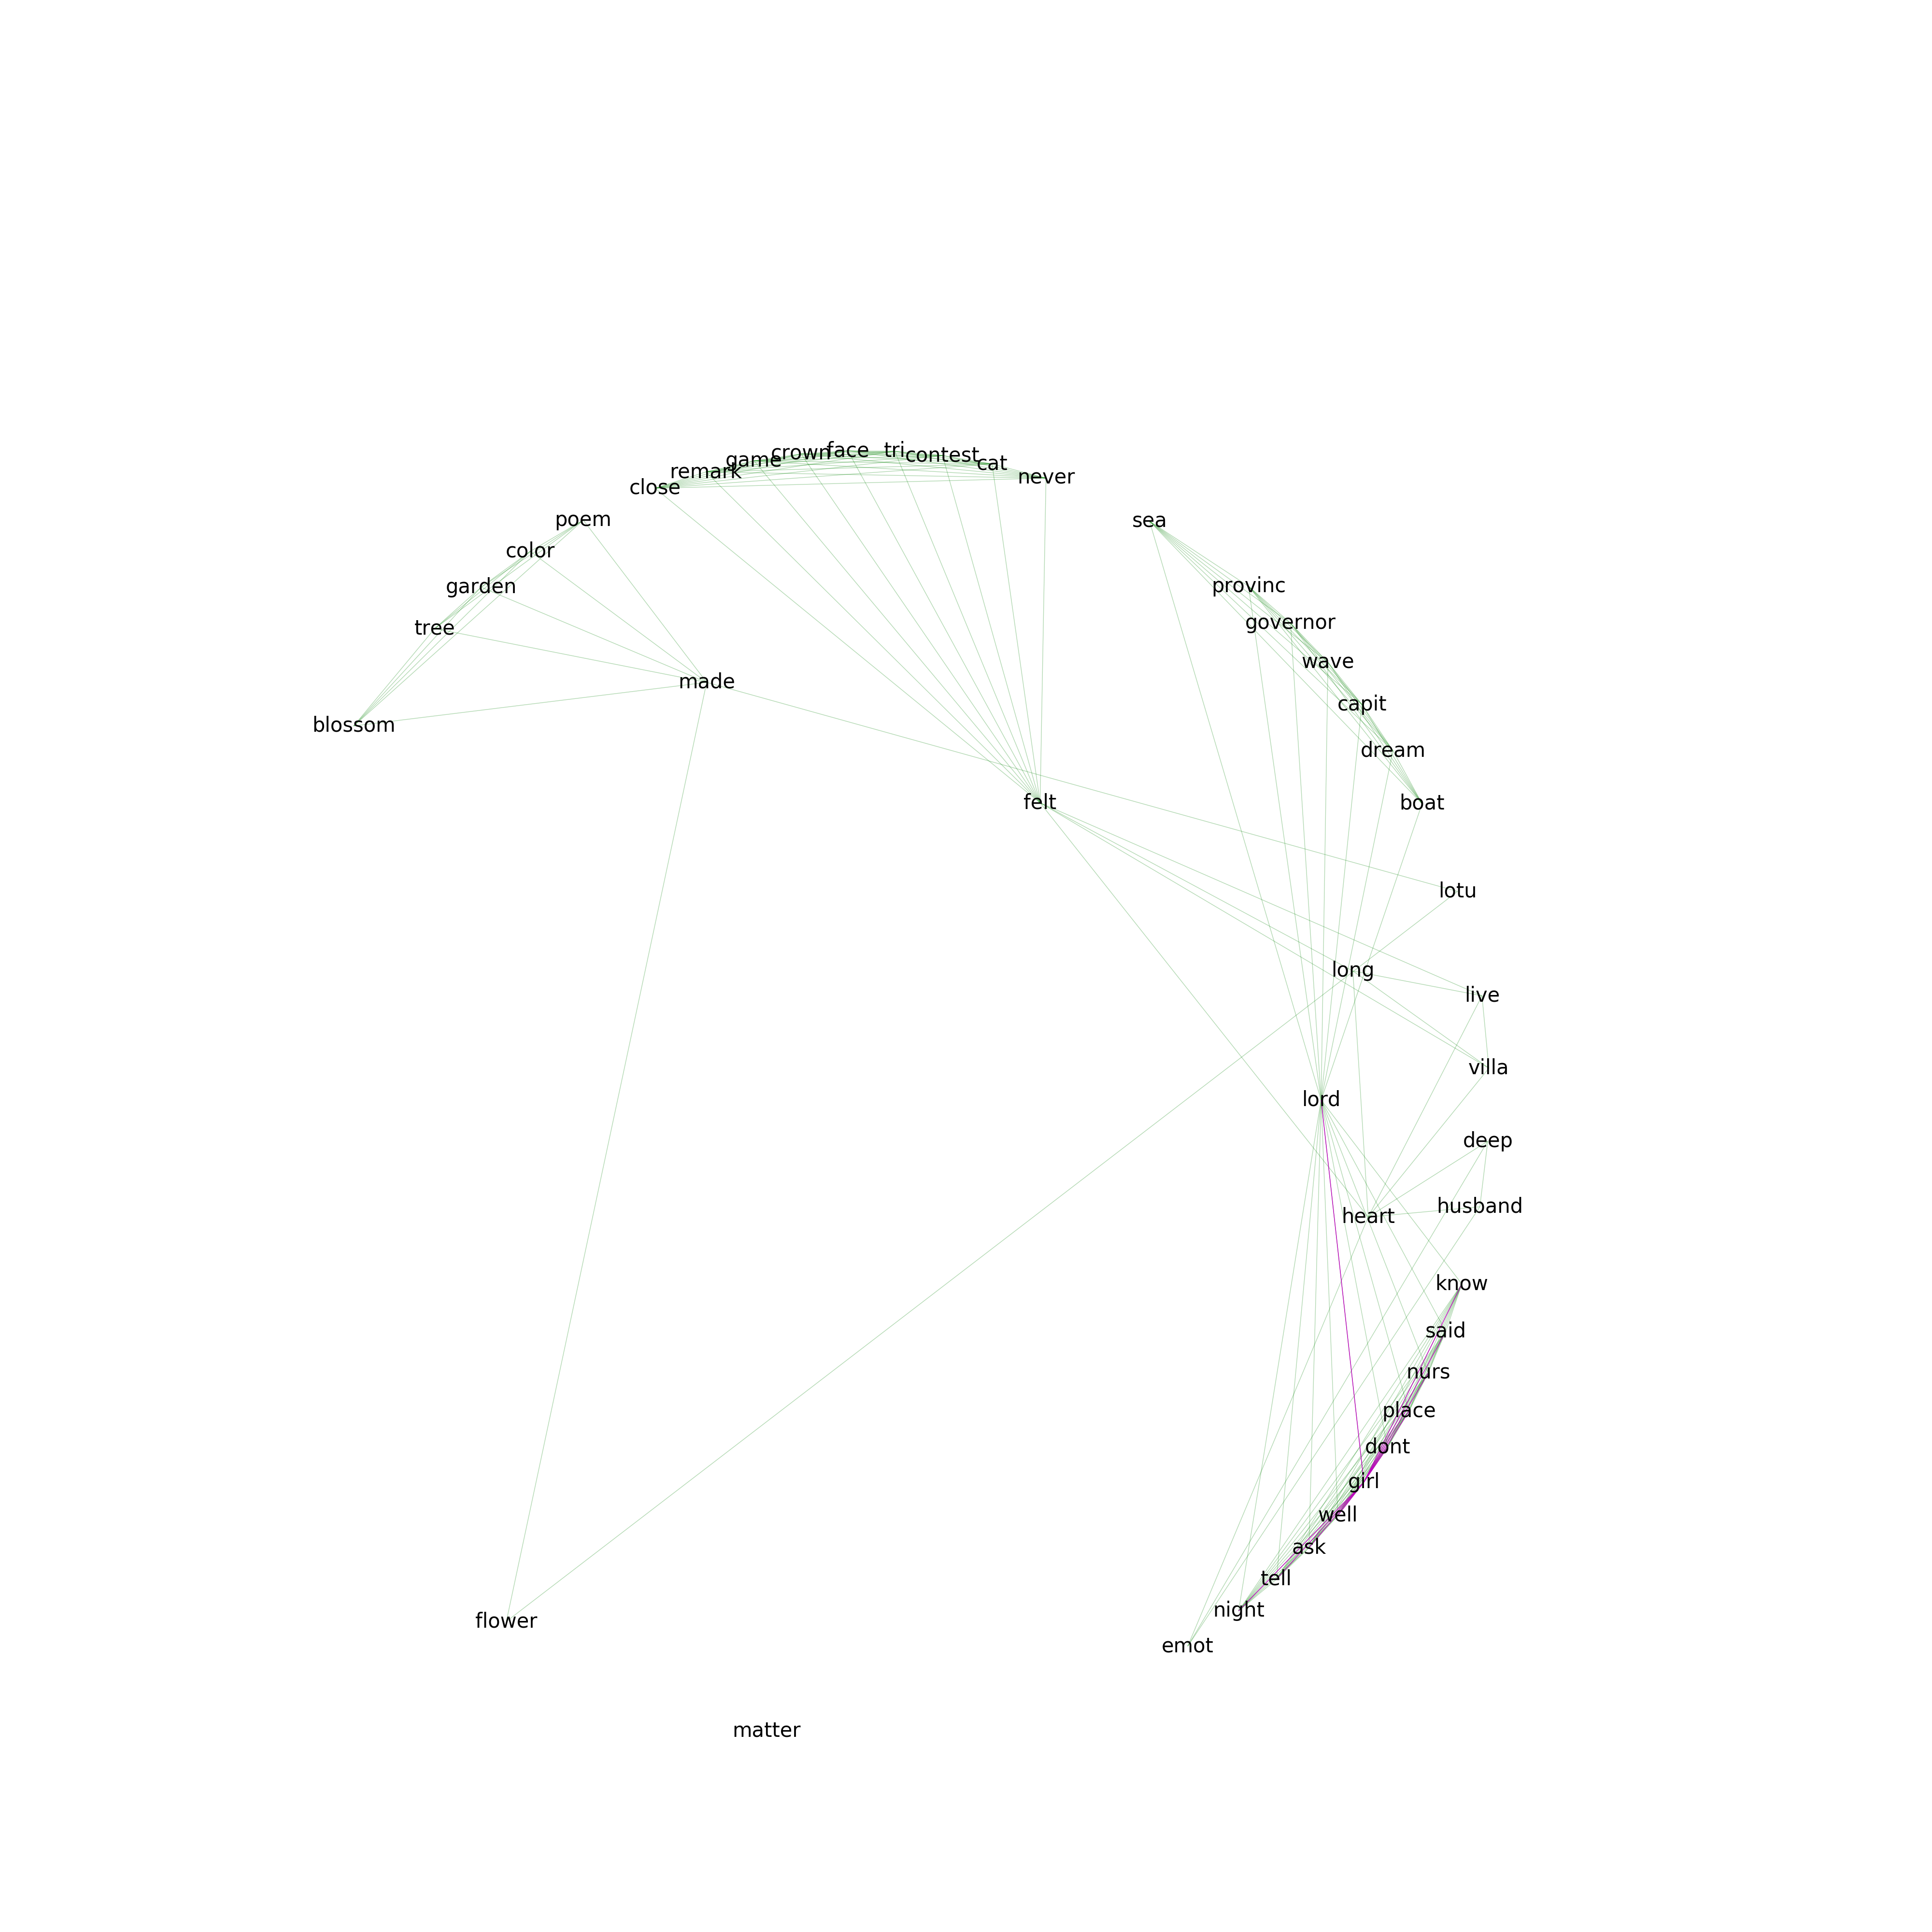 crown
face
tri
contest
game
cat
remark
never
close
poem
sea
color
garden
provinc
governor
tree
wave
made
capit
blossom
dream
felt
boat
lotu
long
live
villa
lord
deep
husband
heart
know
said
nurs
place
dont
girl
well
ask
tell
night
flower
emot
matter